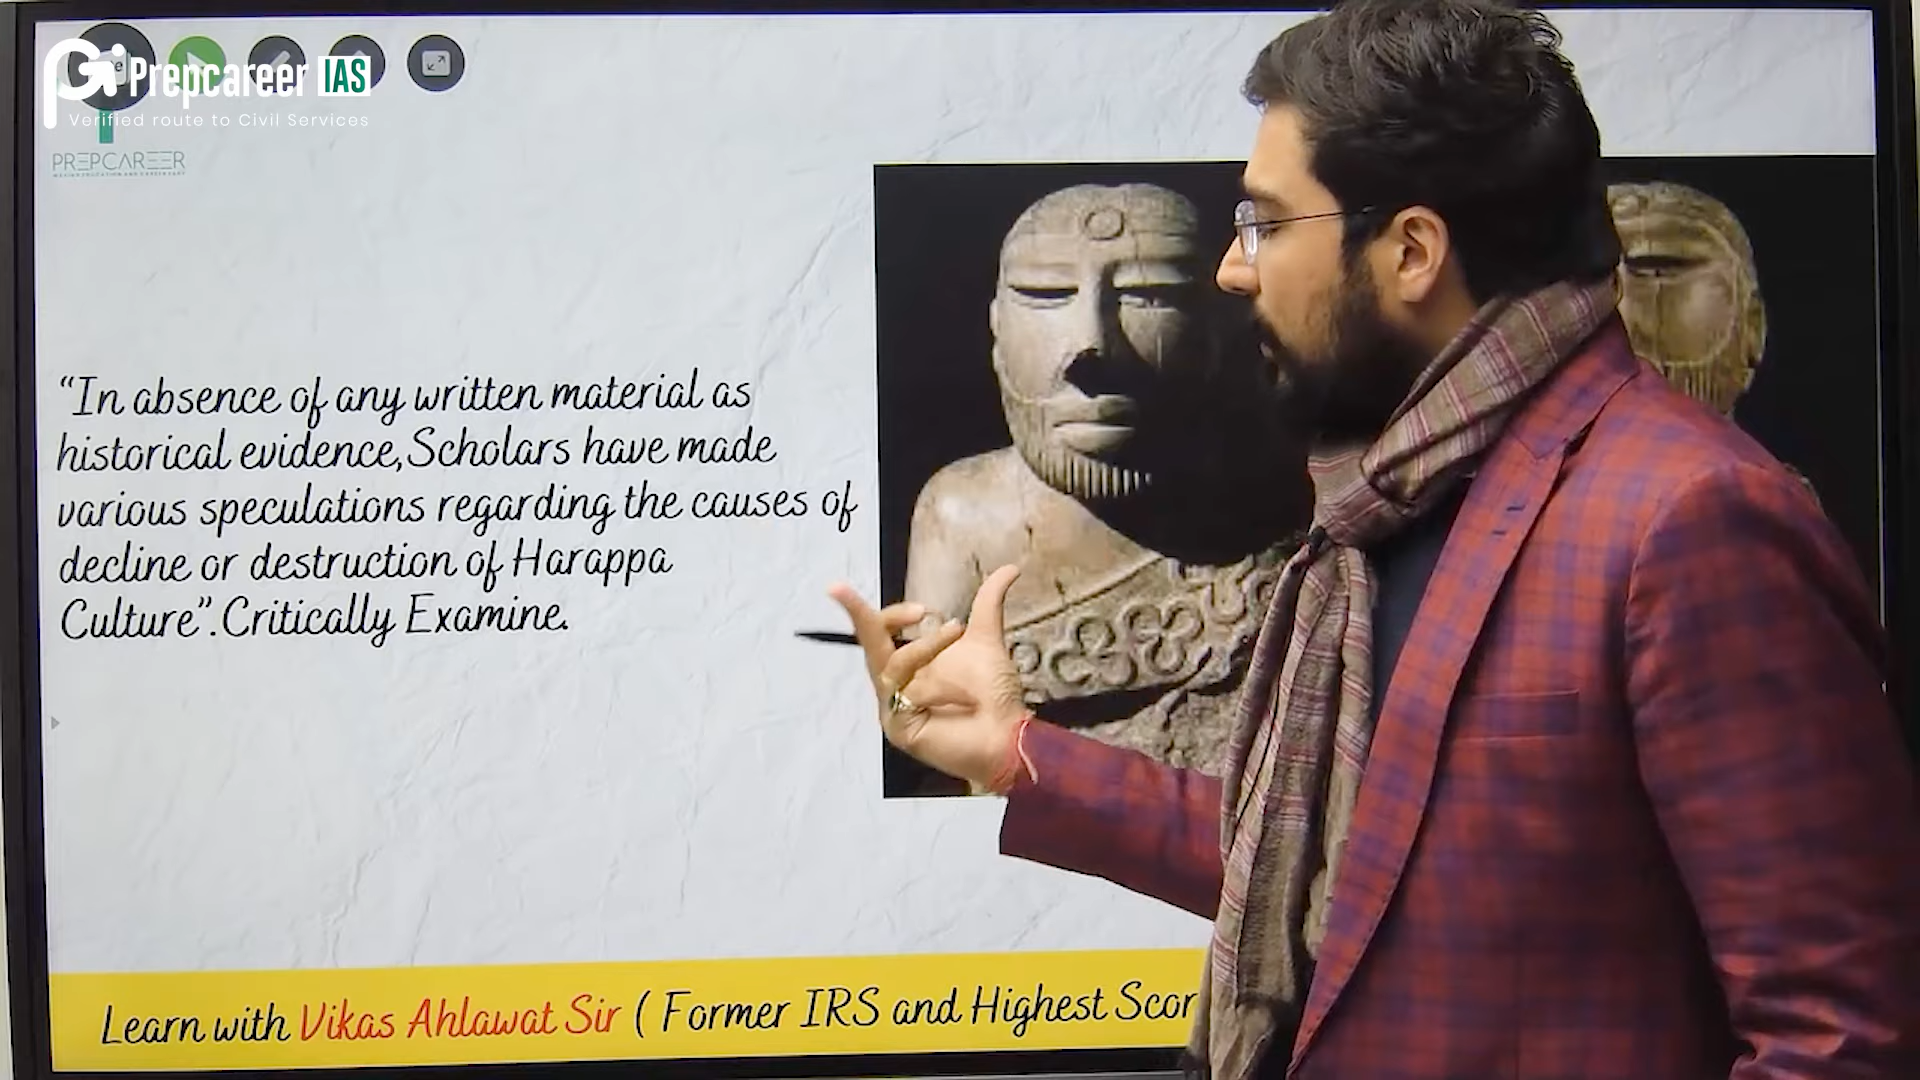 Prepcareer IAS
Verified route to Civil Services
PREPCAREER
“In absence of any written material as
historical evidence,Scholars have made
various speculations regarding the causes of
decline or destruction of Harappa
Culture”.Critically Examine.
Learn with Vikas Ahlawat Sir ( Former IRS and Highest Scor